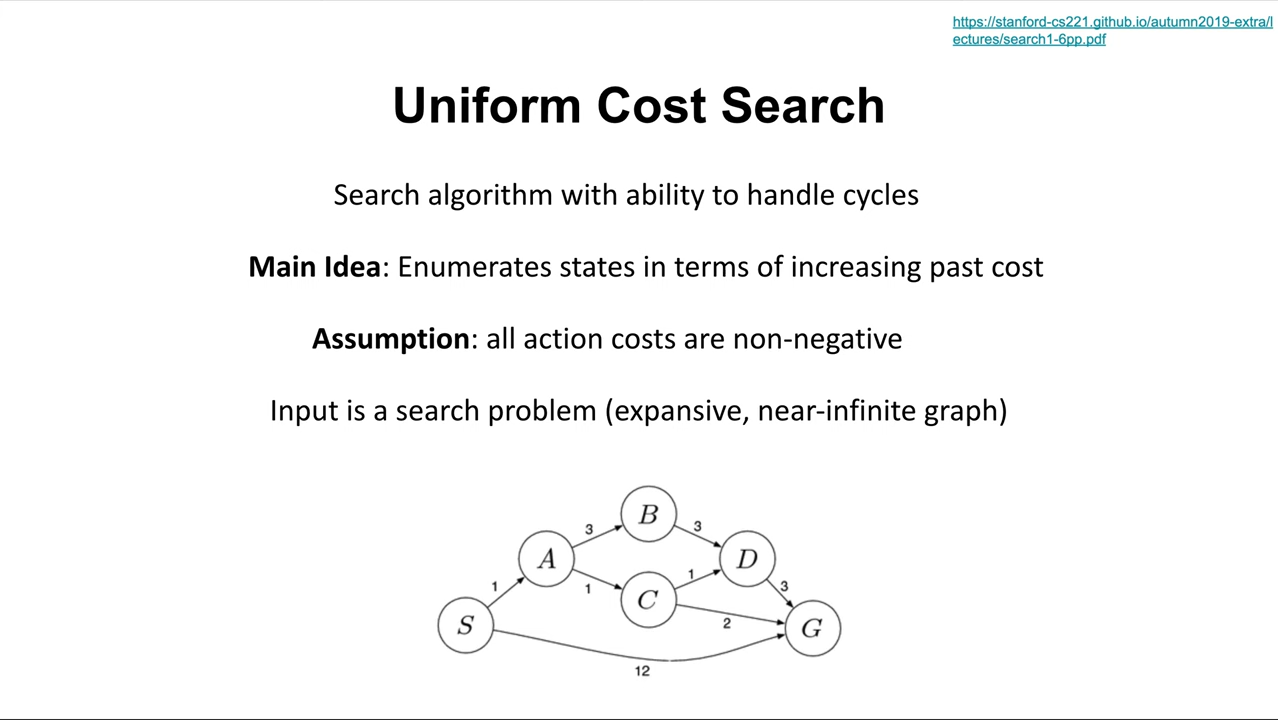 https://stanford-cs221.github.io/autumn2019-extra/l
ectures/search1-6pp.pdf
Uniform Cost Search
Search algorithm with ability to handle cycles
Main Idea: Enumerates states in terms of increasing past cost
Assumption: all action costs are non-negative
Input is a search problem (expansive, near-infinite graph)
B
3
3
A
D
1
1
1
3
C
S
2
G
12